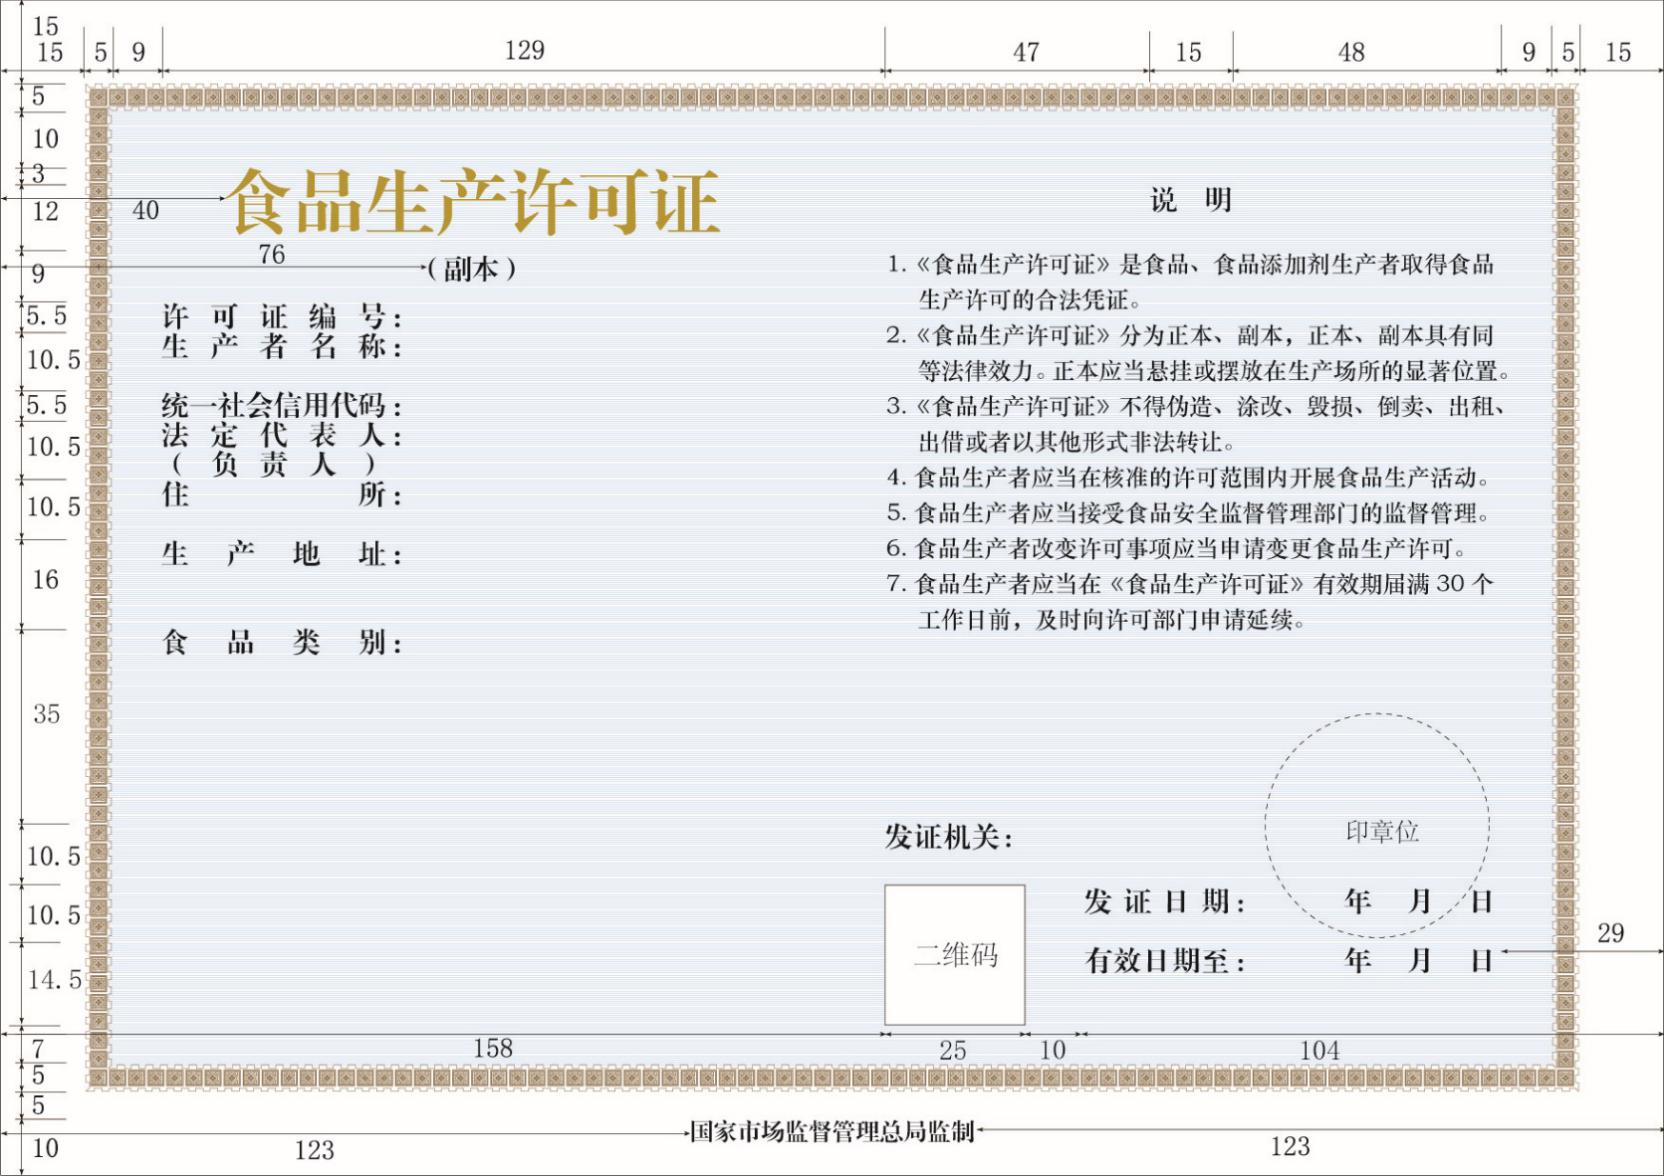 15
15 5 9 129 47 15 48 9 5 15
5
10
3
12
40
食品生产许可证
76
9
(副本)
5.5
许可证编号：
生产者名称：
10.5
5.5
统一社会信用代码：
法定代表人：
10.5
(负责人)
住所：
10.5
生产地址：
16
食品类别：
35
10.5
10.5
14.5
7
5
5
10
说 明
1.《食品生产许可证》是食品、食品添加剂生产者取得食品
生产许可的合法凭证。
2.《食品生产许可证》分为正本、副本，正本、副本具有同
等法律效力。正本应当悬挂或摆放在生产场所的显著位置。
3.《食品生产许可证》不得伪造、涂改、毁损、倒卖、出租、
出借或者以其他形式非法转让。
4. 食品生产者应当在核准的许可范围内开展食品生产活动。
5. 食品生产者应当接受食品安全监督管理部门的监督管理。
6. 食品生产者改变许可事项应当申请变更食品生产许可。
7. 食品生产者应当在《食品生产许可证》有效期届满 30 个
工作日前，及时向许可部门申请延续。
发证机关：
印章位
二维码
发证日期： 年 月 日
有效日期至： 年 月 日
29
158 25 10 104
123 国家市场监督管理总局监制 123